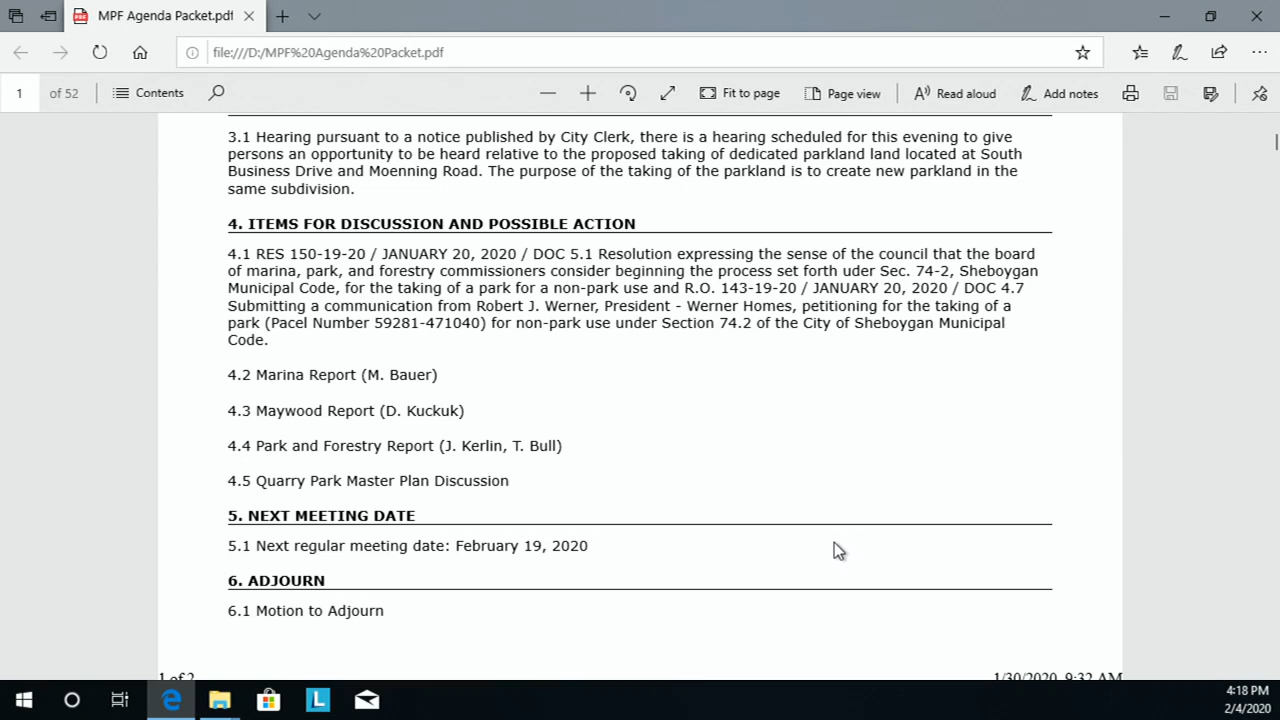 MPF Agenda Packet.pdf
file:///D:/MPF%20Agenda%20Packet.pdf
1 of 52 Contents Fit to page Page view Read aloud Add notes
3.1 Hearing pursuant to a notice published by City Clerk, there is a hearing scheduled for this evening to give
persons an opportunity to be heard relative to the proposed taking of dedicated parkland land located at South
Business Drive and Moenning Road. The purpose of the taking of the parkland is to create new parkland in the
same subdivision.
4. ITEMS FOR DISCUSSION AND POSSIBLE ACTION
4.1 RES 150-19-20 / JANUARY 20, 2020 / DOC 5.1 Resolution expressing the sense of the council that the board
of marina, park, and forestry commissioners consider beginning the process set forth uder Sec. 74-2, Sheboygan
Municipal Code, for the taking of a park for a non-park use and R.O. 143-19-20 / JANUARY 20, 2020 / DOC 4.7
Submitting a communication from Robert J. Werner, President - Werner Homes, petitioning for the taking of a
park (Pacel Number 59281-471040) for non-park use under Section 74.2 of the City of Sheboygan Municipal
Code.
4.2 Marina Report (M. Bauer)
4.3 Maywood Report (D. Kuckuk)
4.4 Park and Forestry Report (J. Kerlin, T. Bull)
4.5 Quarry Park Master Plan Discussion
5. NEXT MEETING DATE
5.1 Next regular meeting date: February 19, 2020
6. ADJOURN
6.1 Motion to Adjourn
1 of 2 1/30/2020, 9:32 AM
4:18 PM
2/4/2020